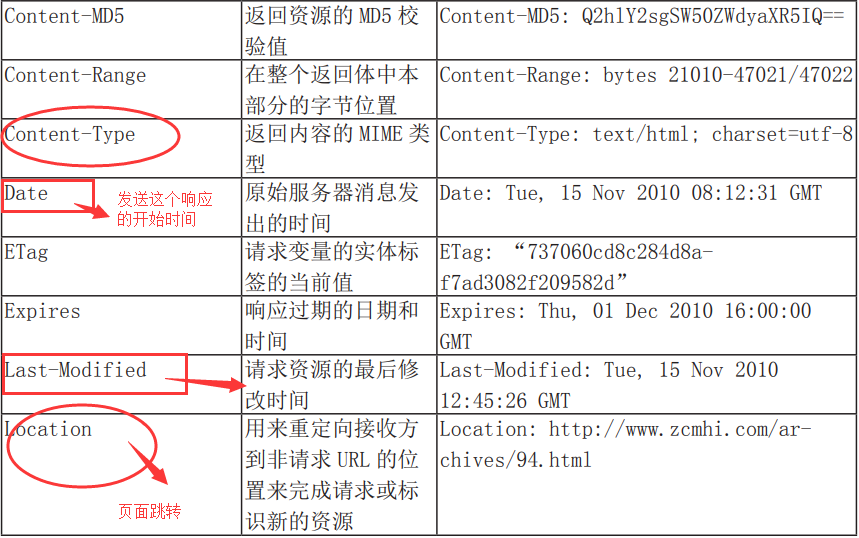 Content-MD5
返回资源的 MD5 校
验值
Content-MD5: Q2hlY2sgSW50ZWdyaXR5IQ==
Content-Range
在整个返回体中本
部分的字节位置
Content-Range: bytes 21010-47021/47022
Content-Type
返回内容的 MIME 类
型
Content-Type: text/html; charset=utf-8
Date
发送这个响应
的开始时间
原始服务器消息发
出的时间
Date: Tue, 15 Nov 2010 08:12:31 GMT
ETag
请求变量的实体标
签的当前值
ETag: “737060cd8c284d8a-
f7ad3082f209582d”
Expires
响应过期的日期和
时间
Expires: Thu, 01 Dec 2010 16:00:00
GMT
Last-Modified
请求资源的最后修
改时间
Last-Modified: Tue, 15 Nov 2010
12:45:26 GMT
Location
页面跳转
用来重定向接收方
到非请求 URL 的位
置来完成请求或标
识新的资源
Location: http://www.zcmhi.com/ar-
chives/94.html